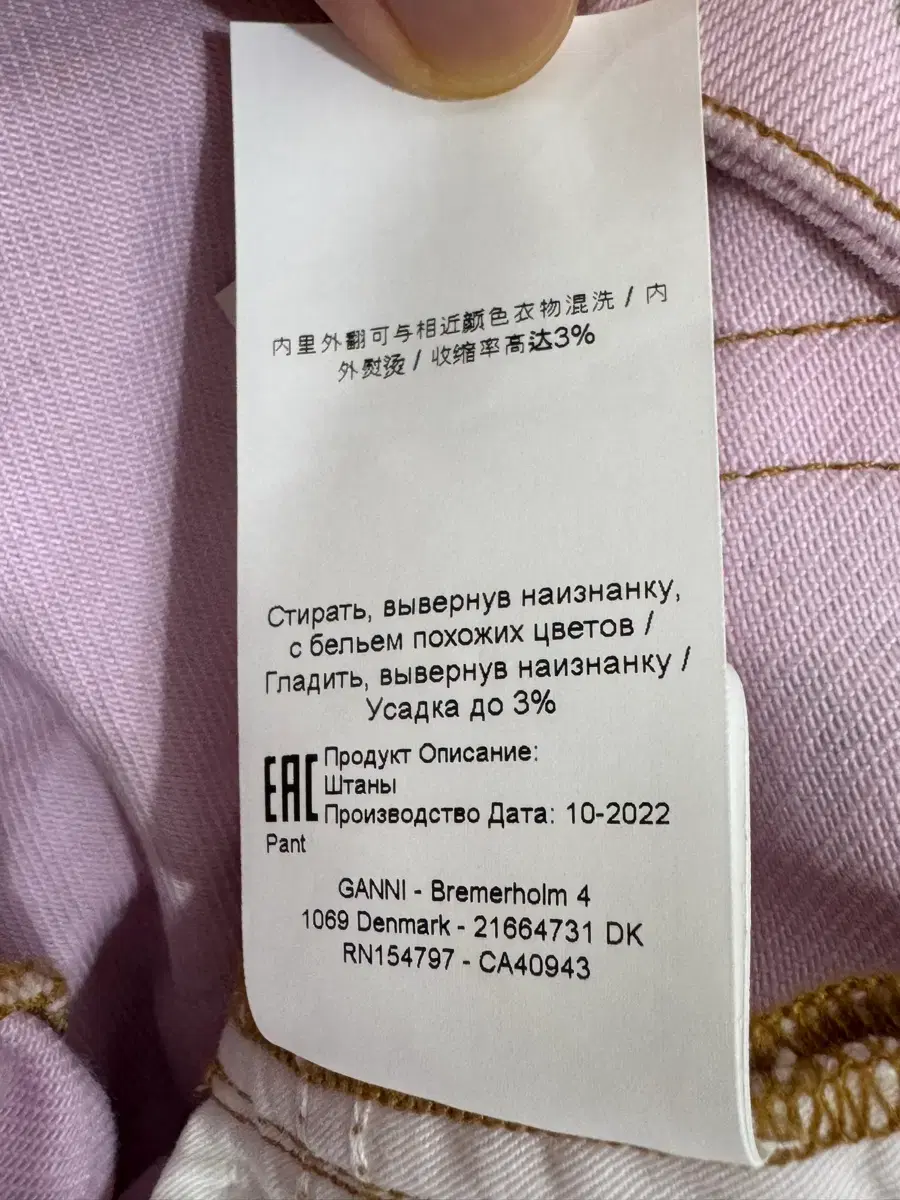 内里外翻可与相近颜色衣物混洗 / 内
外熨烫 / 收缩率高达3%
Стирать, вывернув наизнанку,
с бельем похожих цветов /
Гладить, вывернув наизнанку /
Усадка до 3%
EAC Продукт Описание:
Штаны
Производство Дата: 10-2022
Pant
GANNI - Bremerholm 4
1069 Denmark - 21664731 DK
RN154797 - CA40943